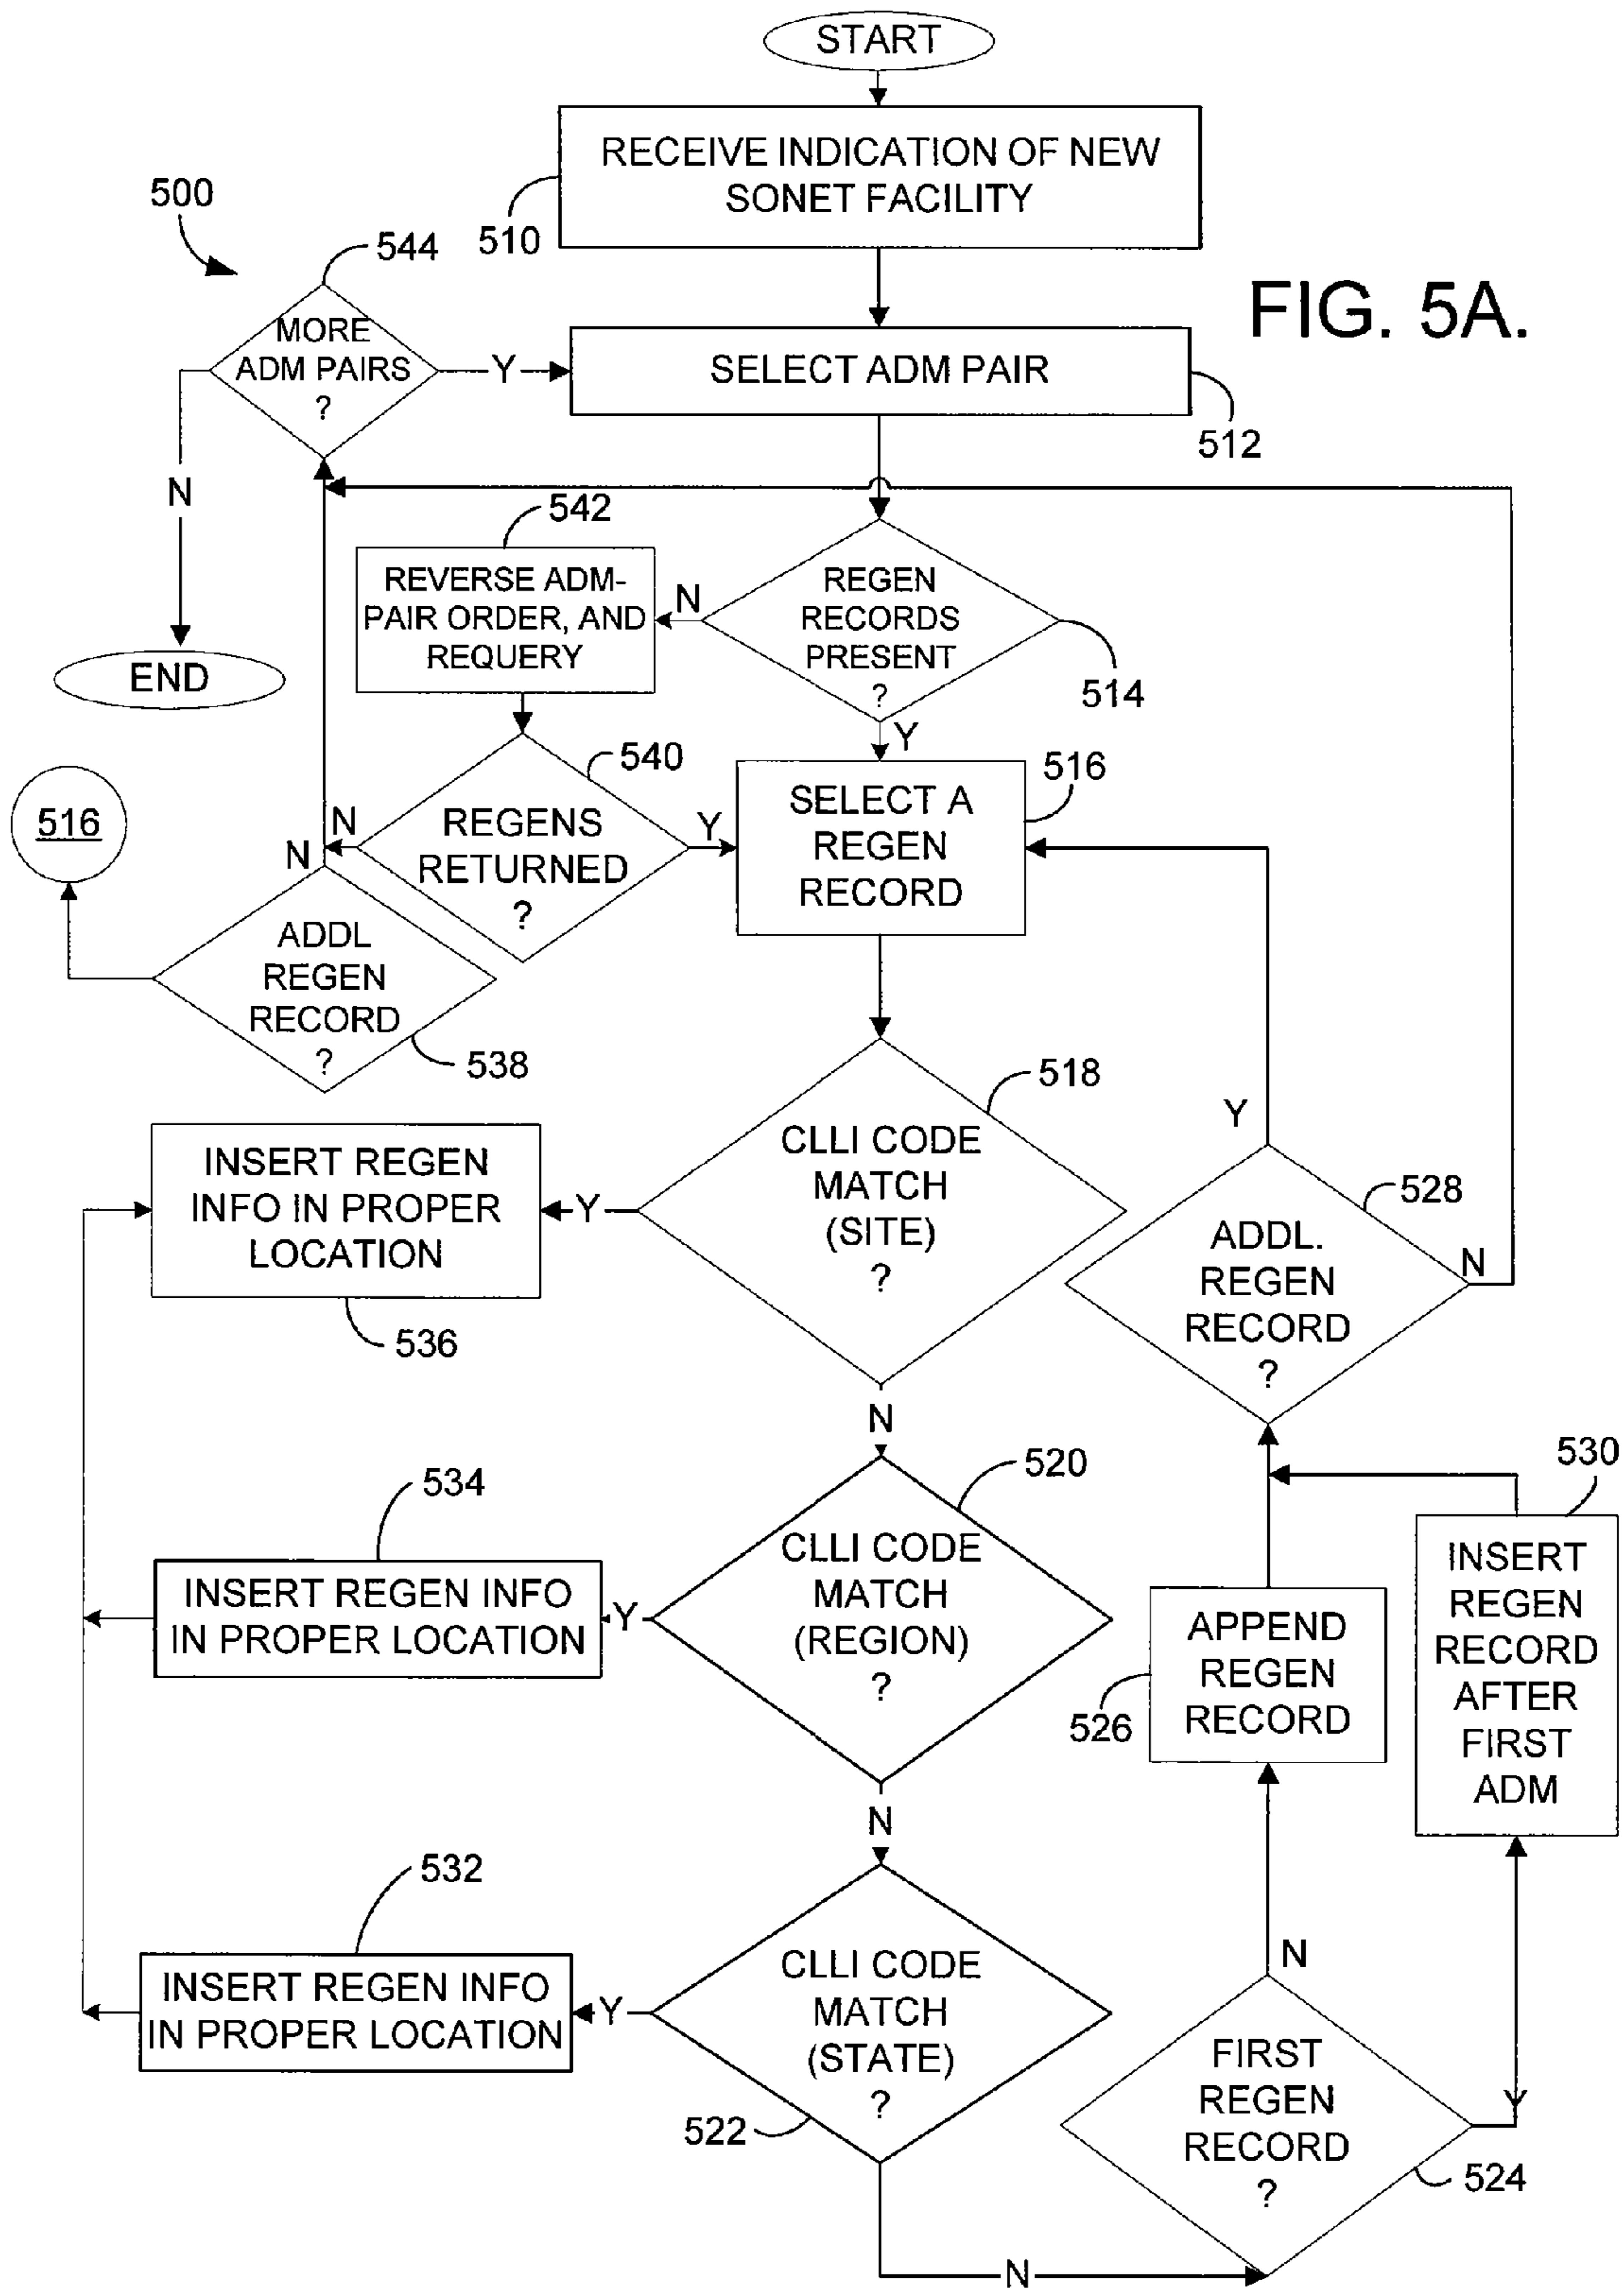 START
RECEIVE INDICATION OF NEW
SONET FACILITY
510
500
544
FIG. 5A.
MORE
ADM PAIRS
?
Y
SELECT ADM PAIR
512
N
542
REVERSE ADM-
PAIR ORDER, AND
REQUERY
N
REGEN
RECORDS
PRESENT
?
514
END
Y
540
516
516
N
REGENS
RETURNED
?
Y
SELECT A
REGEN
RECORD
N
ADDL
REGEN
RECORD
?
538
518
CLLI CODE
MATCH
(SITE)
?
Y
INSERT REGEN
INFO IN PROPER
LOCATION
536
Y
528
ADDL.
REGEN
RECORD
?
N
N
520
534
530
CLLI CODE
MATCH
(REGION)
?
Y
INSERT REGEN INFO
IN PROPER LOCATION
APPEND
REGEN
RECORD
526
INSERT
REGEN
RECORD
AFTER
FIRST
ADM
N
532
CLLI CODE
MATCH
(STATE)
?
Y
INSERT REGEN INFO
IN PROPER LOCATION
522
N
FIRST
REGEN
RECORD
?
Y
524
N